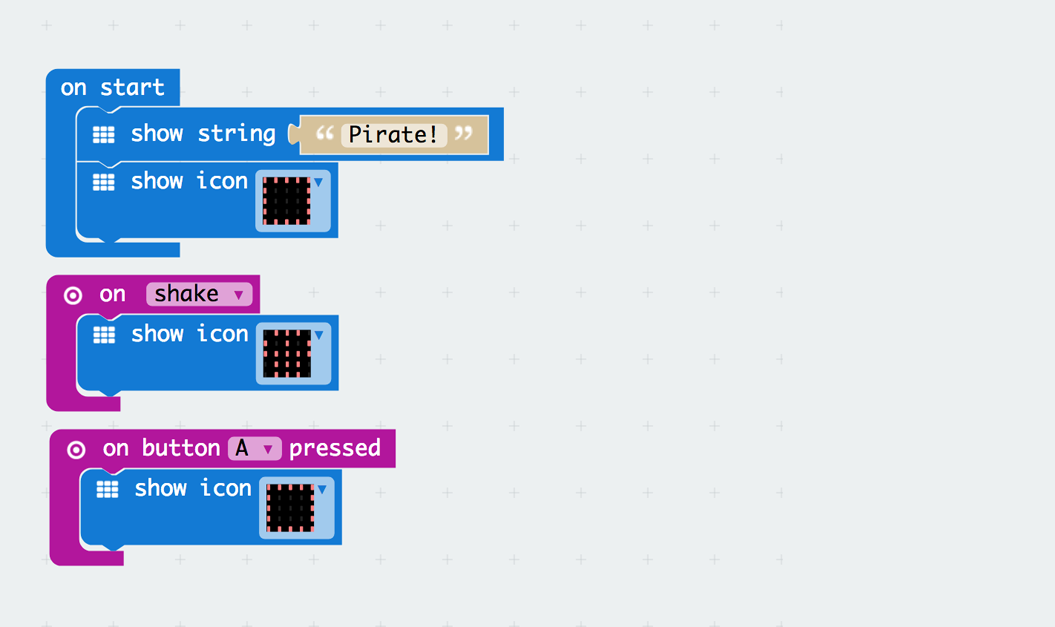 on start
show string “ Pirate! ”
show icon
on shake
show icon
on button A pressed
show icon